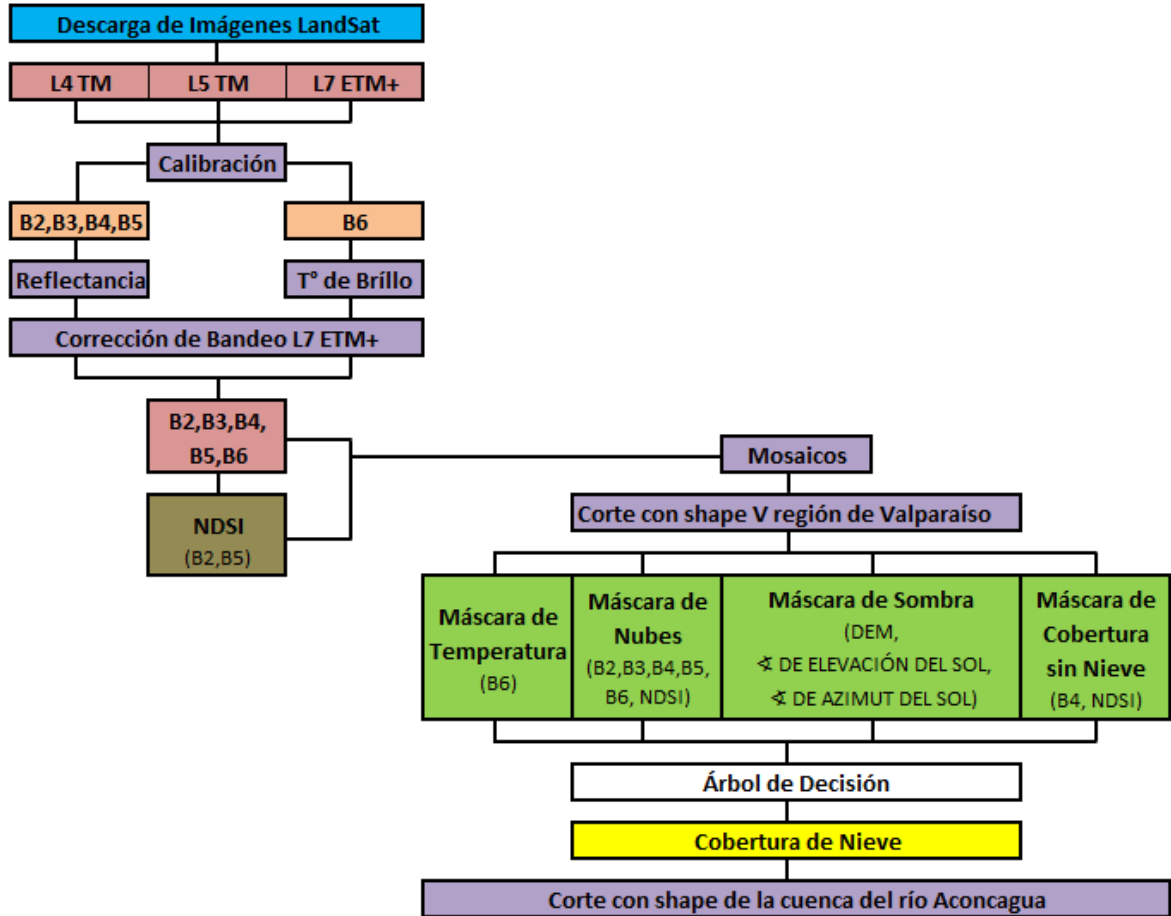 Descarga de Imágenes LandSat
L4 TM
L5 TM
L7 ETM+
Calibración
B2,B3,B4,B5
B6
Reflectancia
T° de Bríllo
Corrección de Bandeo L7 ETM+
B2,B3,B4,
B5,B6
NDSI
(B2,B5)
Mosaicos
Corte con shape V región de Valparaíso
Máscara de
Temperatura
(B6)
Máscara de
Nubes
(B2,B3,B4,B5,
B6, NDSI)
Máscara de Sombra
(DEM,
∢ DE ELEVACIÓN DEL SOL,
∢ DE AZIMUT DEL SOL)
Máscara de
Cobertura
sin Nieve
(B4, NDSI)
Árbol de Decisión
Cobertura de Nieve
Corte con shape de la cuenca del río Aconcagua